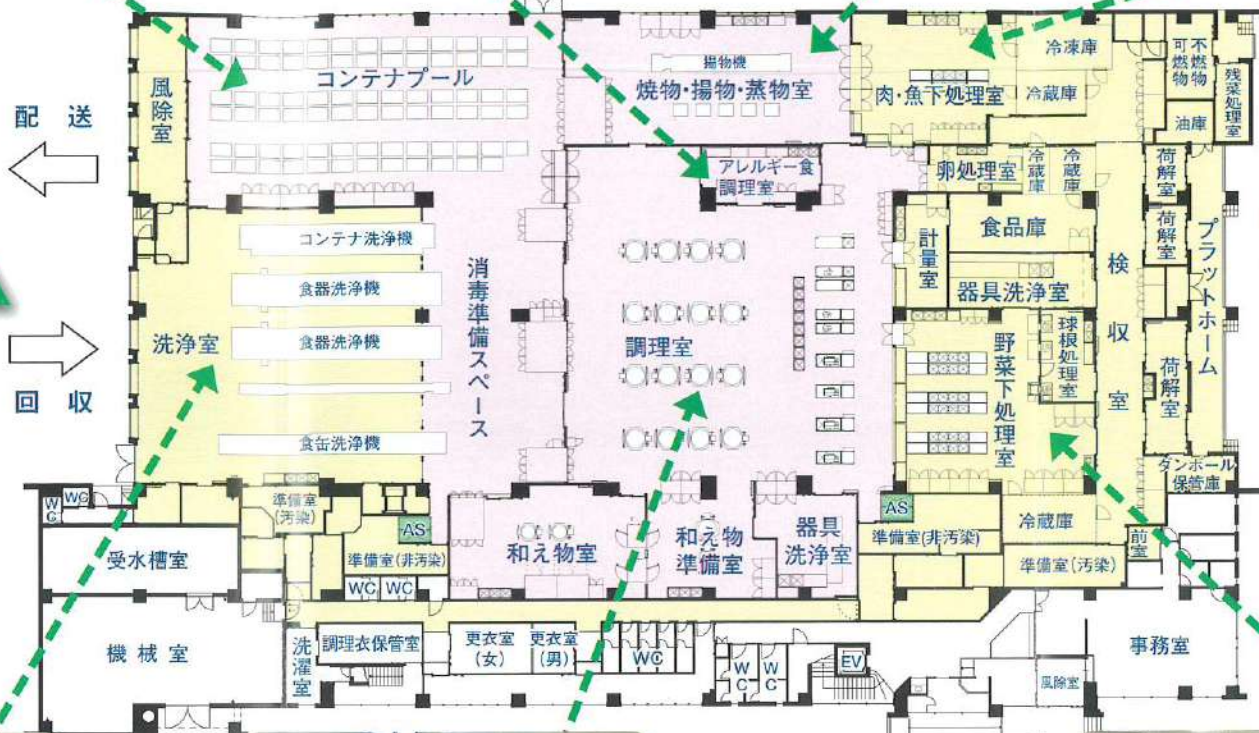 配送
回収
風除室
コンテナプール
揚物機
焼物・揚物・蒸物室
肉・魚下処理室
冷凍庫
冷蔵庫
可燃物
不燃物
残菜処理室
油庫
アレルギー食
調理室
卵処理室
冷蔵庫
冷蔵庫
荷解室
荷解室
荷解室
プラットホーム
検収室
計量室
食品庫
器具洗浄室
コンテナ洗浄機
食器洗浄機
食器洗浄機
食缶洗浄機
洗浄室
消毒準備スペース
調理室
野菜下処理室
球根処理室
ダンボール
保管庫
WC
WC
準備室
(汚染)
AS
準備室(非汚染)
WC
WC
和え物室
和え物
準備室
器具
洗浄室
AS
準備室(非汚染)
冷蔵庫
前室
準備室(汚染)
受水槽室
機械室
洗濯室
調理衣保管室
更衣室
(女)
更衣室
(男)
WC
WC
WC
EV
風除室
事務室